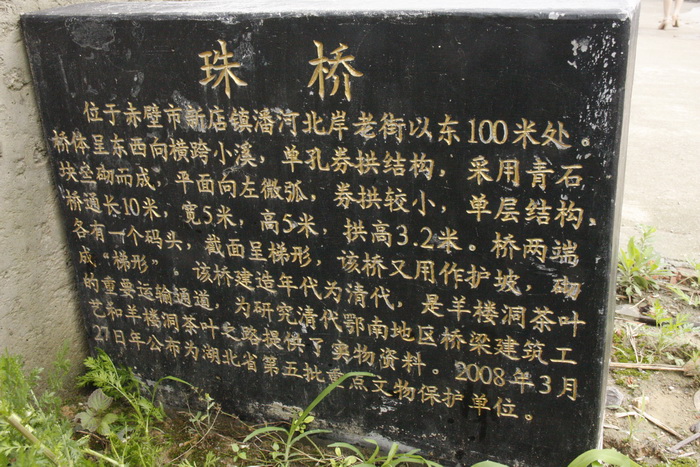 珠桥
位于赤壁市新店镇潘河北岸老街以东100米处。
桥体呈东西向横跨小溪，单孔券拱结构，采用青石
块垒砌而成，平面向左微弧，券拱较小，单层结构、
桥通长10米，宽5米，高5米，拱高3.2米。桥两端
各有一个码头，截面呈梯形，该桥又用作护坡，砌
成“梯形”。该桥建造年代为清代，是羊楼洞茶叶
的重要运输通道，为研究清代鄂南地区桥梁建筑工
艺和羊楼洞茶叶之路提供了实物资料。2008年3月
27日年公布为湖北省第五批重点文物保护单位。